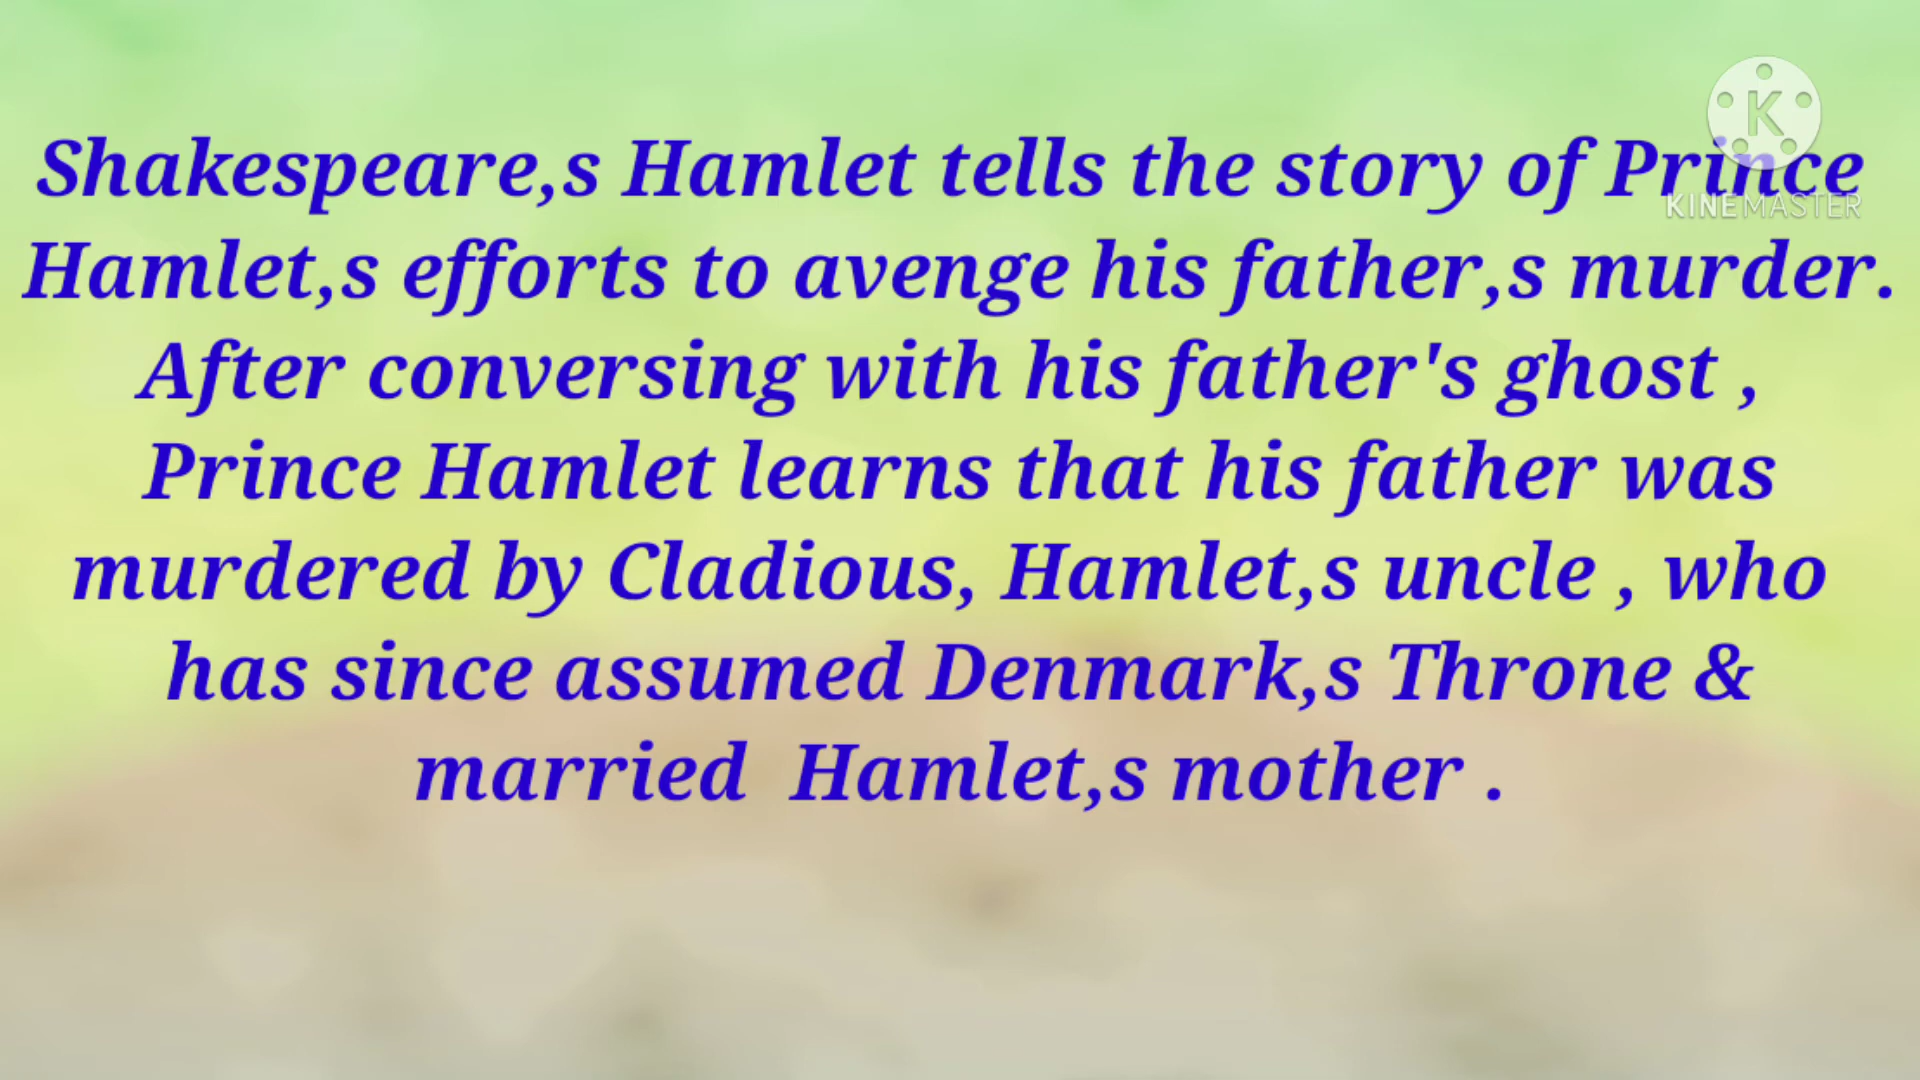 Shakespeare,s Hamlet tells the story of Prince
Hamlet,s efforts to avenge his father,s murder.
After conversing with his father's ghost ,
Prince Hamlet learns that his father was
murdered by Cladious, Hamlet,s uncle , who
has since assumed Denmark,s Throne &
married  Hamlet,s mother .
K
KINEMASTER